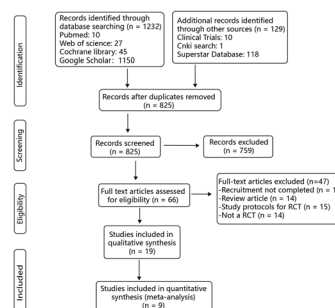 Identification
Records identified through
database searching (n = 1232)
Pubmed: 10
Web of science: 27
Cochrane library: 45
Google Scholar: 1150
Additional records identified
through other sources (n = 129)
Clinical Trials: 10
Cnki search: 1
Superstar Database: 118
Records after duplicates removed
(n = 825)
Screening
Records screened
(n = 825)
Records excluded
(n = 759)
Eligibility
Full text articles assessed
for eligibility (n = 66)
Full-text articles excluded (n=47)
-Recruitment not completed (n =
-Review article (n = 14)
-Study protocols for RCT (n = 15)
-Not a RCT (n = 14)
Studies included in
qualitative synthesis
(n = 19)
Included
Studies included in quantitative
synthesis (meta-analysis)
(n = 9)